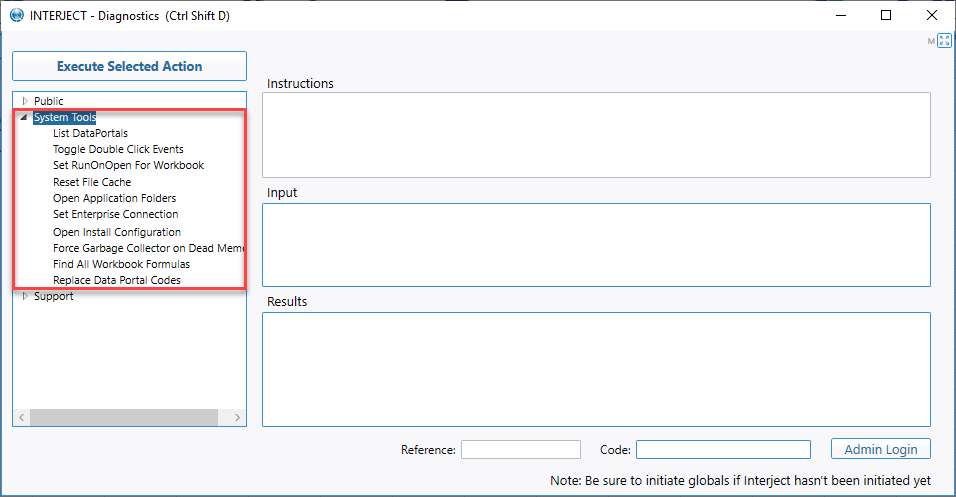 INTERJECT - Diagnostics  (Ctrl Shift D)
M
Execute Selected Action
Public
System Tools
List DataPortals
Toggle Double Click Events
Set RunOnOpen For Workbook
Reset File Cache
Open Application Folders
Set Enterprise Connection
Open Install Configuration
Force Garbage Collector on Dead Mem
Find All Workbook Formulas
Replace Data Portal Codes
Support
Instructions
Input
Results
Reference:
Code:
Admin Login
Note: Be sure to initiate globals if Interject hasn't been initiated yet